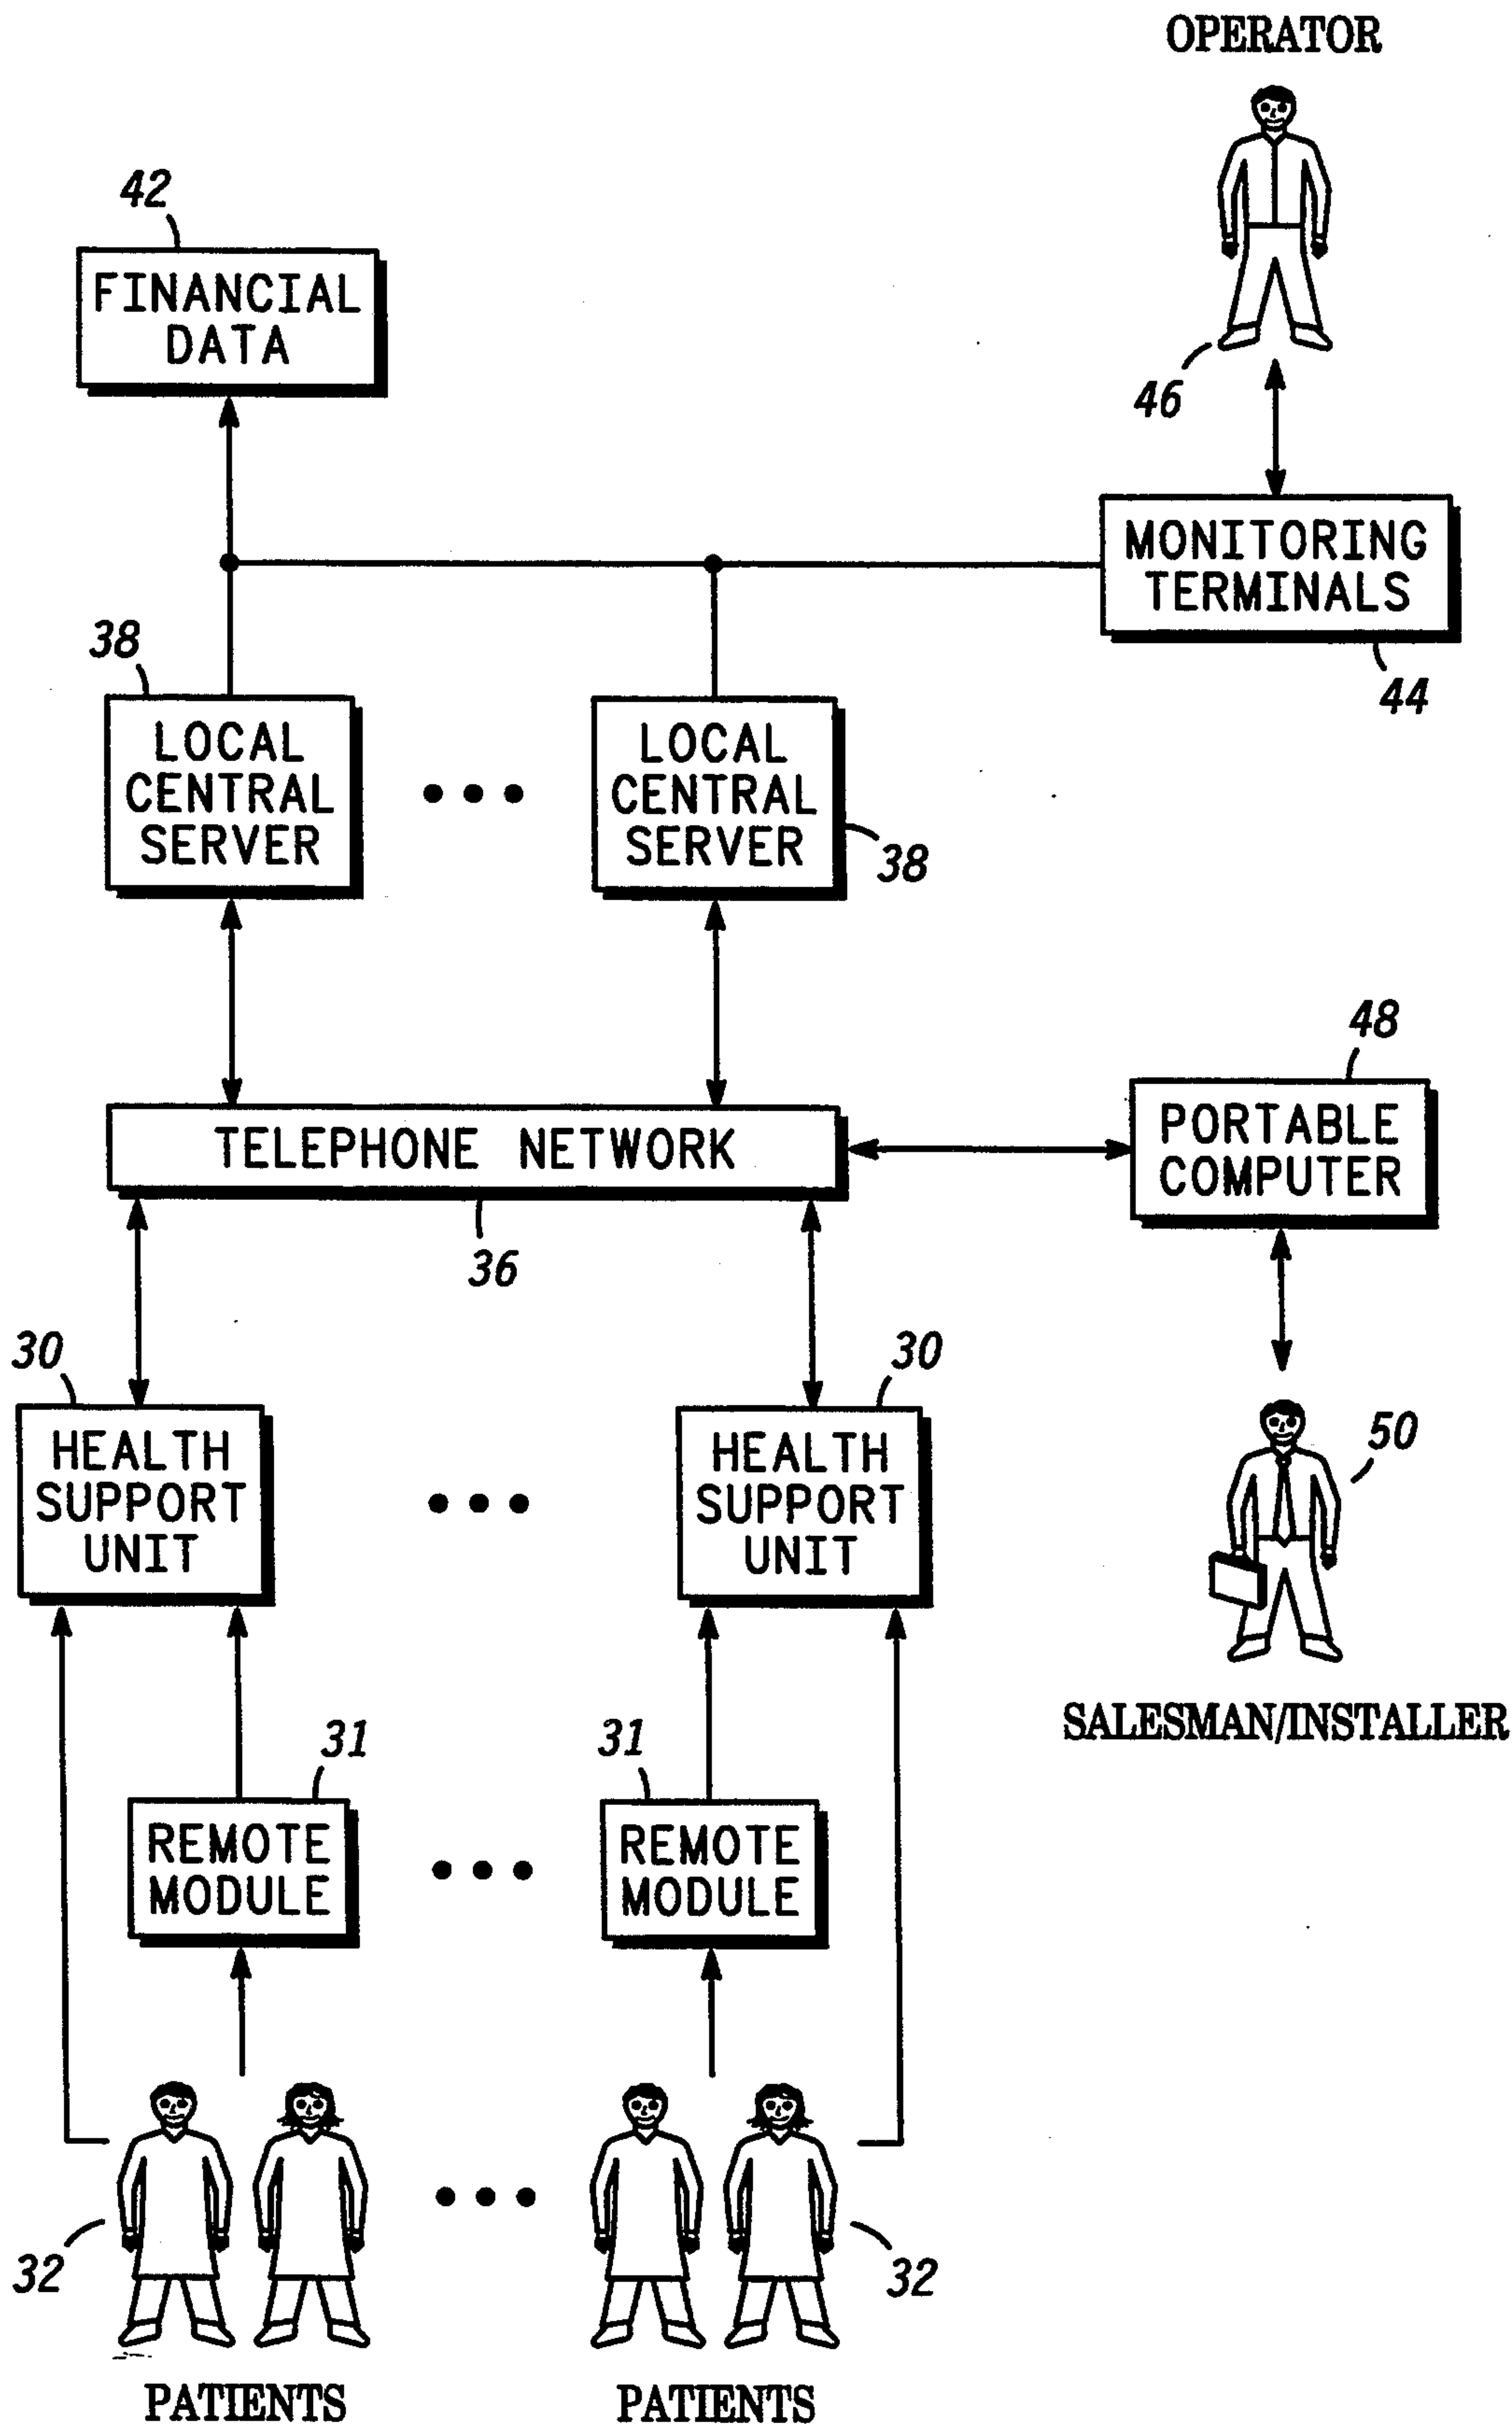 OPERATOR
42
FINANCIAL
DATA
46
MONITORING
TERMINALS
44
38
LOCAL
CENTRAL
SERVER
LOCAL
CENTRAL
SERVER
38
48
PORTABLE
COMPUTER
TELEPHONE NETWORK
36
30
HEALTH
SUPPORT
UNIT
30
HEALTH
SUPPORT
UNIT
50
SALESMAN/INSTALLER
31
REMOTE
MODULE
31
REMOTE
MODULE
32
32
PATIENTS
PATIENTS